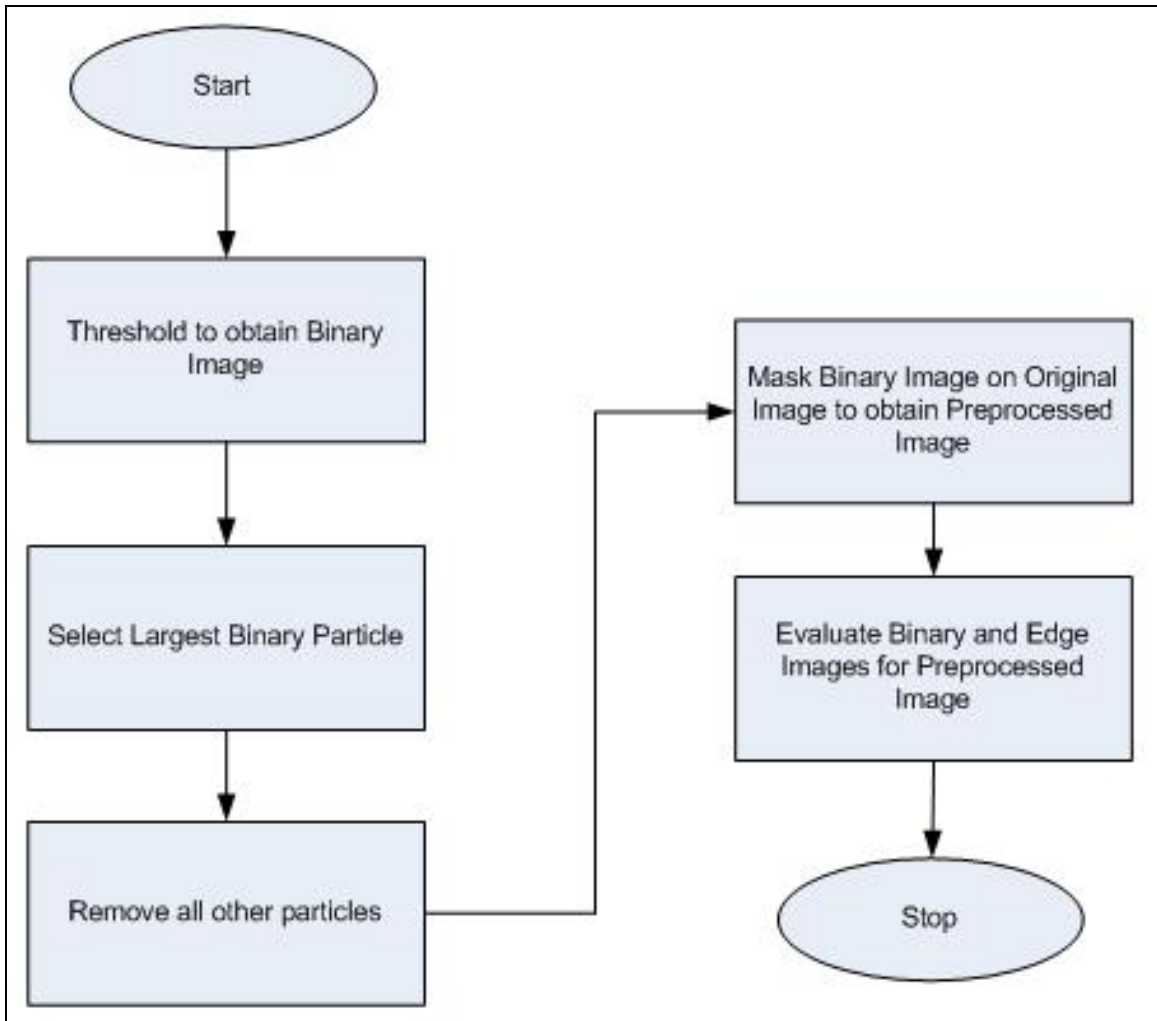 Start
Threshold to obtain Binary
Image
Select Largest Binary Particle
Remove all other particles
Mask Binary Image on Original
Image to obtain Preprocessed
Image
Evaluate Binary and Edge
Images for Preprocessed
Image
Stop